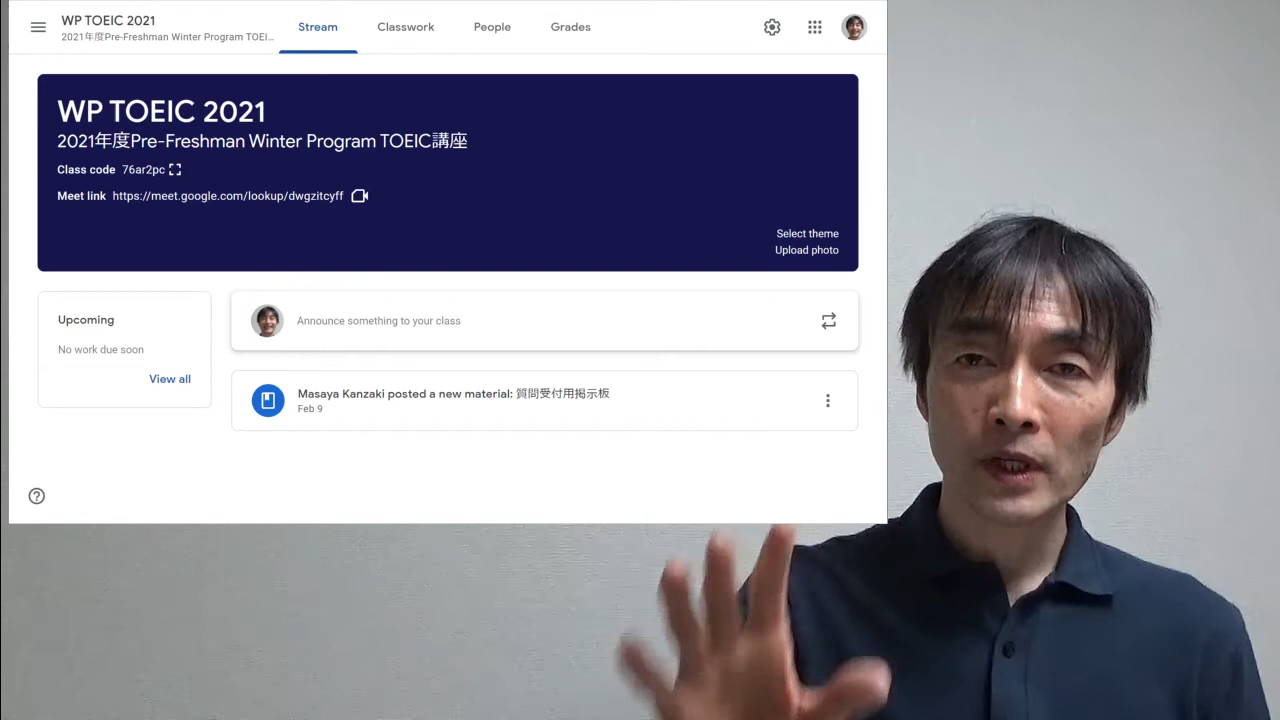 WP TOEIC 2021
2021年度Pre-Freshman Winter Program TOEI...
Stream
Classwork
People
Grades
WP TOEIC 2021
2021年度Pre-Freshman Winter Program TOEIC講座
Class code 76ar2pc
Meet link https://meet.google.com/lookup/dwgzitcyff
Select theme
Upload photo
Upcoming
No work due soon
View all
Announce something to your class
Masaya Kanzaki posted a new material: 質問受付用掲示板
Feb 9